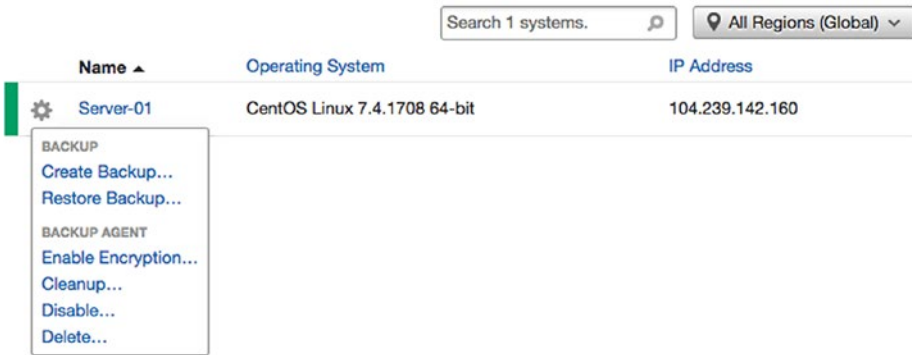 Search 1 systems.
All Regions (Global)
Name Operating System IP Address
Server-01 CentOS Linux 7.4.1708 64-bit 104.239.142.160
BACKUP
Create Backup...
Restore Backup...
BACKUP AGENT
Enable Encryption...
Cleanup...
Disable...
Delete...